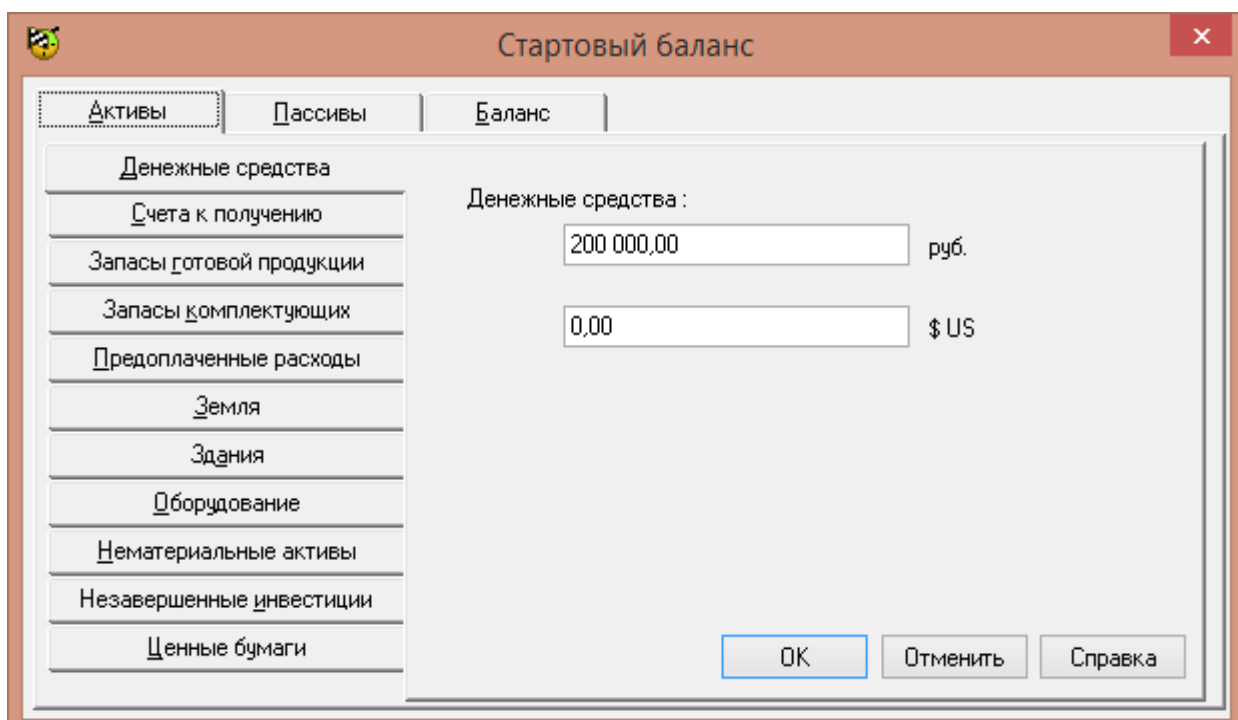 Стартовый баланс
Активы Пассивы Баланс
Денежные средства
Счета к получению
Запасы готовой продукции
Запасы комплектующих
Предоплаченные расходы
Земля
Здания
Оборудование
Нематериальные активы
Незавершенные инвестиции
Ценные бумаги
Денежные средства :
200 000,00 руб.
0,00 $ US
OK Отменить Справка